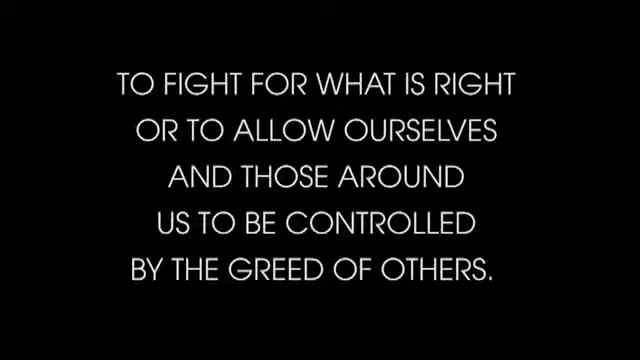 TO FIGHT FOR WHAT IS RIGHT
OR TO ALLOW OURSELVES
AND THOSE AROUND
US TO BE CONTROLLED
BY THE GREED OF OTHERS.